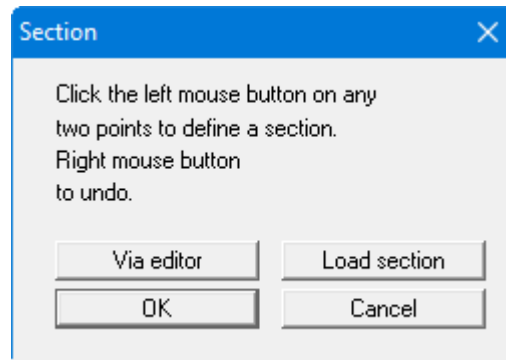 Section
Click the left mouse button on any
two points to define a section.
Right mouse button
to undo.
Via editor
Load section
OK
Cancel